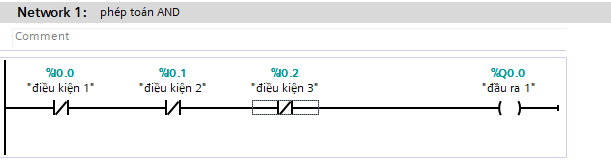 Network 1: phép toán AND
Comment
%I0.0 %I0.1 %I0.2 %Q0.0
"điều kiện 1" "điều kiện 2" "điều kiện 3" "đầu ra 1"